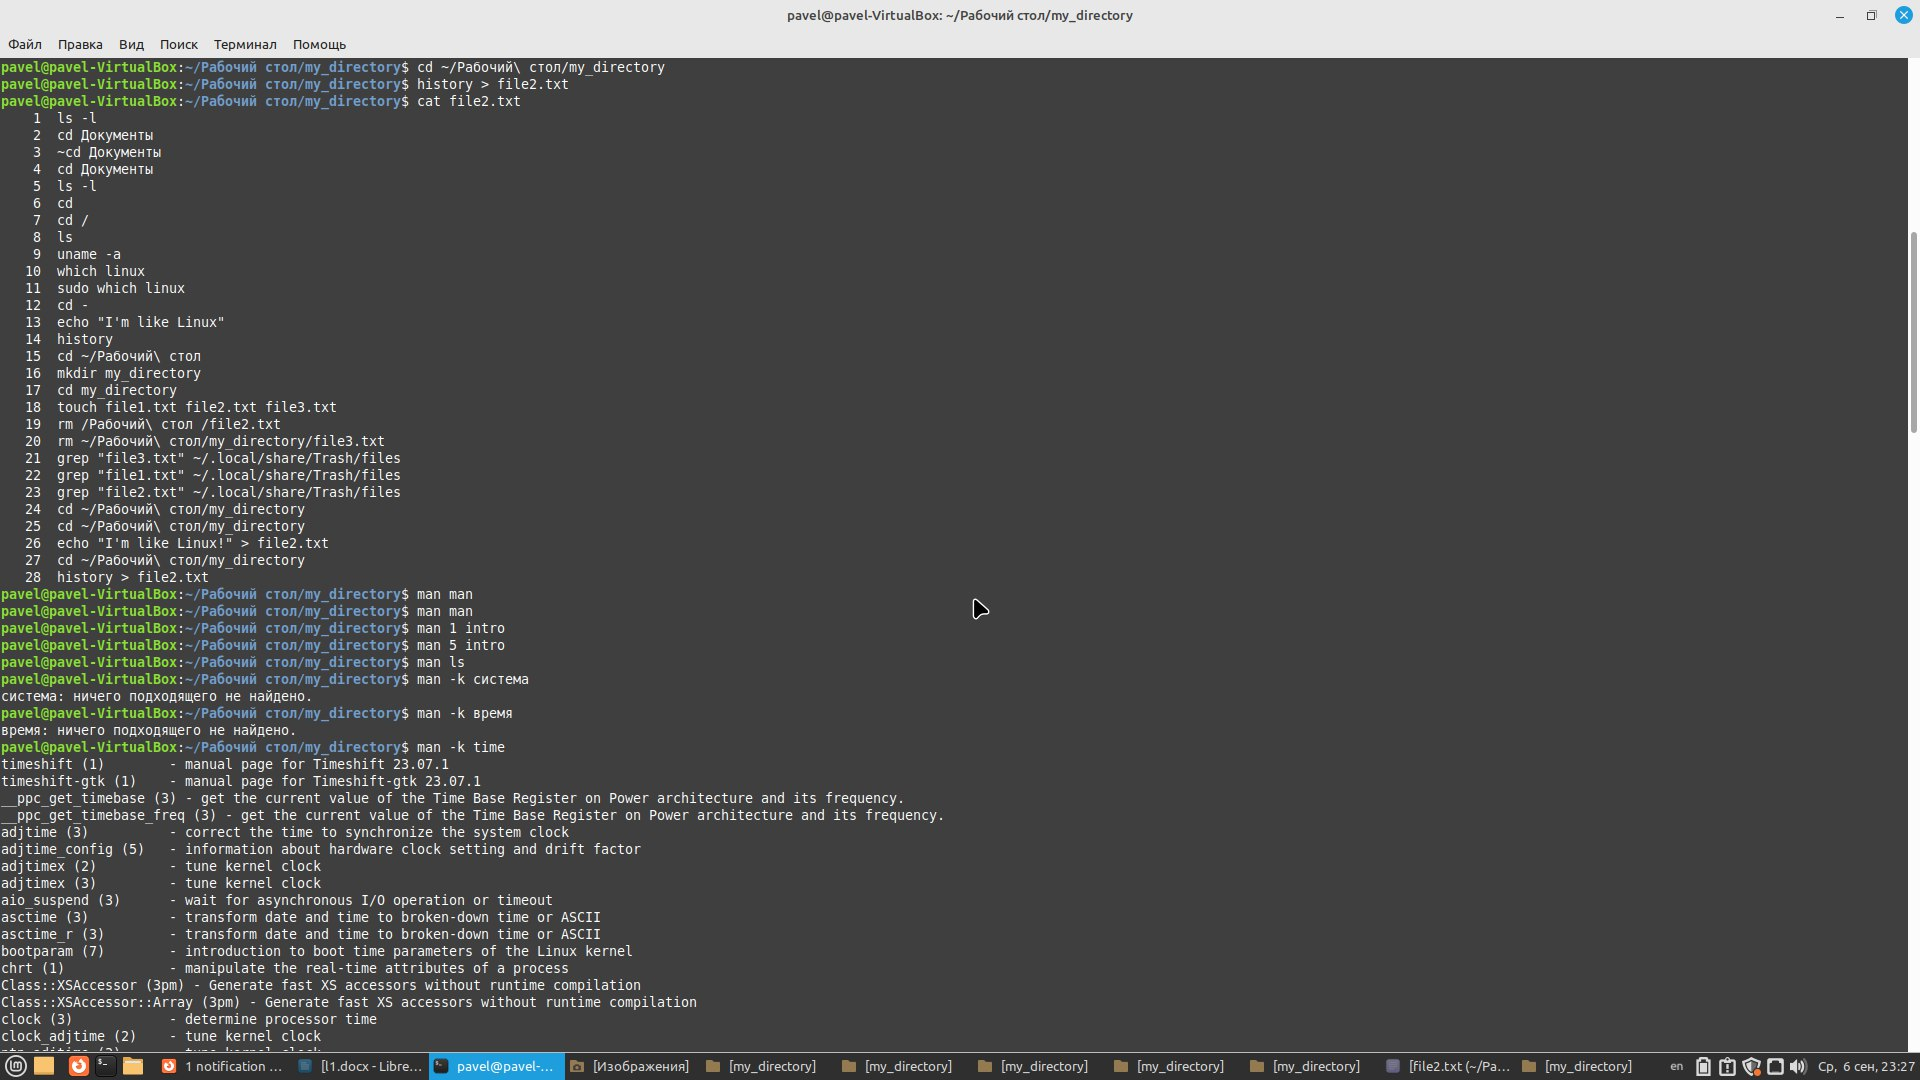 pavel@pavel-VirtualBox: ~/Рабочий стол/my_directory
Файл Правка Вид Поиск Терминал Помощь
pavel@pavel-VirtualBox:~/Рабочий стол/my_directory$ cd ~/Рабочий\ стол/my_directory
pavel@pavel-VirtualBox:~/Рабочий стол/my_directory$ history > file2.txt
pavel@pavel-VirtualBox:~/Рабочий стол/my_directory$ cat file2.txt
1 ls -l
2 cd Документы
3 ~cd Документы
4 cd Документы
5 ls -l
6 cd
7 cd /
8 ls
9 uname -a
10 which linux
11 sudo which linux
12 cd -
13 echo "I'm like Linux"
14 history
15 cd ~/Рабочий\ стол
16 mkdir my_directory
17 cd my_directory
18 touch file1.txt file2.txt file3.txt
19 rm /Рабочий\ стол /file2.txt
20 rm ~/Рабочий\ стол/my_directory/file3.txt
21 grep "file3.txt" ~/.local/share/Trash/files
22 grep "file1.txt" ~/.local/share/Trash/files
23 grep "file2.txt" ~/.local/share/Trash/files
24 cd ~/Рабочий\ стол/my_directory
25 cd ~/Рабочий\ стол/my_directory
26 echo "I'm like Linux!" > file2.txt
27 cd ~/Рабочий\ стол/my_directory
28 history > file2.txt
pavel@pavel-VirtualBox:~/Рабочий стол/my_directory$ man man
pavel@pavel-VirtualBox:~/Рабочий стол/my_directory$ man man
pavel@pavel-VirtualBox:~/Рабочий стол/my_directory$ man 1 intro
pavel@pavel-VirtualBox:~/Рабочий стол/my_directory$ man 5 intro
pavel@pavel-VirtualBox:~/Рабочий стол/my_directory$ man ls
pavel@pavel-VirtualBox:~/Рабочий стол/my_directory$ man -k система
система: ничего подходящего не найдено.
pavel@pavel-VirtualBox:~/Рабочий стол/my_directory$ man -k время
время: ничего подходящего не найдено.
pavel@pavel-VirtualBox:~/Рабочий стол/my_directory$ man -k time
timeshift (1) - manual page for Timeshift 23.07.1
timeshift-gtk (1) - manual page for Timeshift-gtk 23.07.1
__ppc_get_timebase (3) - get the current value of the Time Base Register on Power architecture and its frequency.
__ppc_get_timebase_freq (3) - get the current value of the Time Base Register on Power architecture and its frequency.
adjtime (3) - correct the time to synchronize the system clock
adjtime_config (5) - information about hardware clock setting and drift factor
adjtimex (2) - tune kernel clock
adjtimex (3) - tune kernel clock
aio_suspend (3) - wait for asynchronous I/O operation or timeout
asctime (3) - transform date and time to broken-down time or ASCII
asctime_r (3) - transform date and time to broken-down time or ASCII
bootparam (7) - introduction to boot time parameters of the Linux kernel
chrt (1) - manipulate the real-time attributes of a process
Class::XSAccessor (3pm) - Generate fast XS accessors without runtime compilation
Class::XSAccessor::Array (3pm) - Generate fast XS accessors without runtime compilation
clock (3) - determine processor time
clock_adjtime (2) - tune kernel clock
1 notification ... [l1.docx - Libre... pavel@pavel-... [Изображения] [my_directory] [my_directory] [my_directory] [my_directory] [my_directory] [file2.txt (~/Ра... [my_directory] en Ср, 6 сен, 23:27